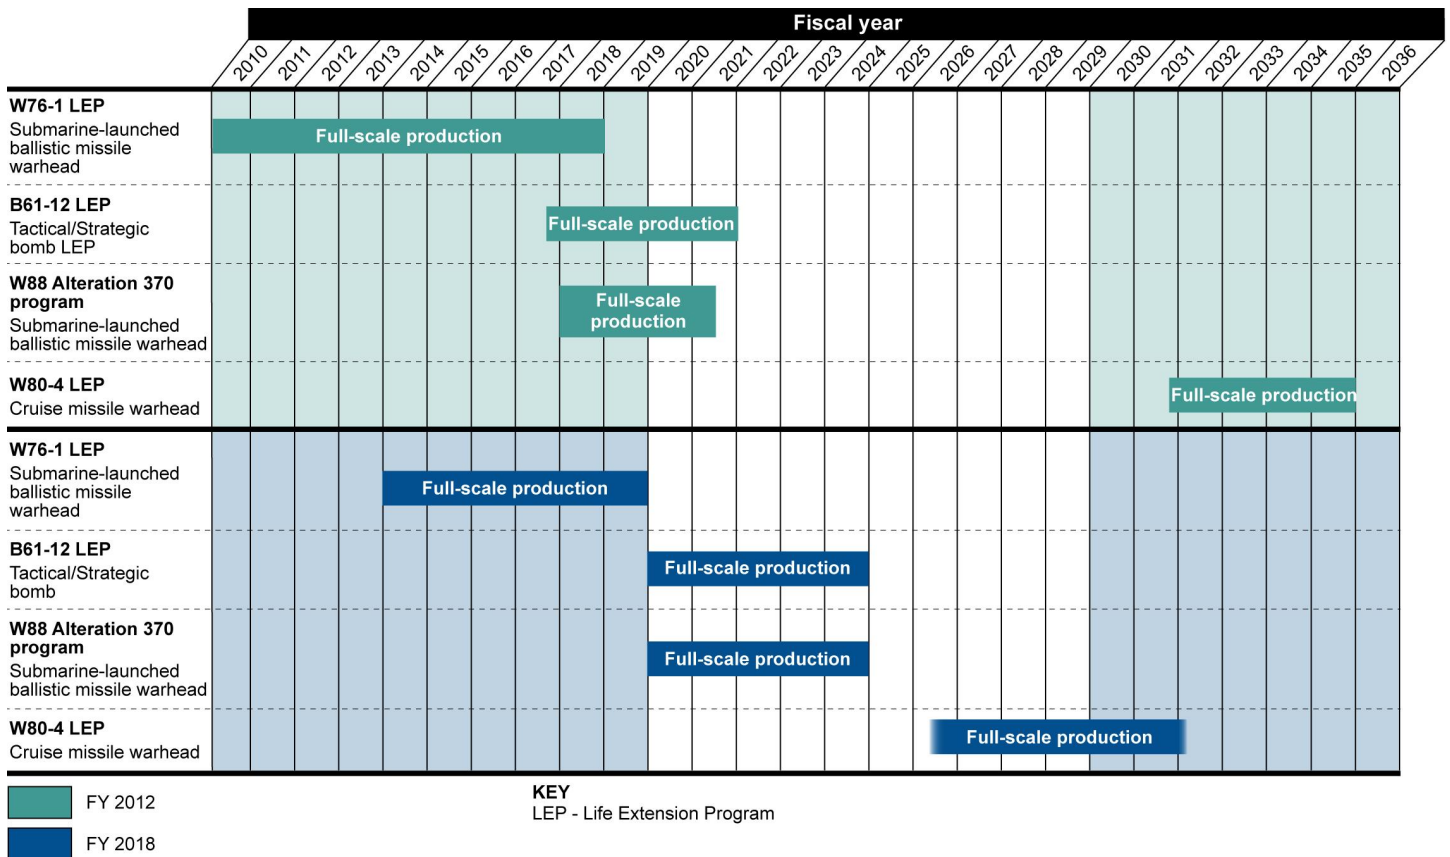 Fiscal year
2010 2011 2012 2013 2014 2015 2016 2017 2018 2019 2020 2021 2022 2023 2024 2025 2026 2027 2028 2029 2030 2031 2032 2033 2034 2035 2036
W76-1 LEP
Submarine-launched
ballistic missile
warhead
Full-scale production
B61-12 LEP
Tactical/Strategic
bomb LEP
Full-scale production
W88 Alteration 370
program
Submarine-launched
ballistic missile warhead
Full-scale
production
W80-4 LEP
Cruise missile warhead
Full-scale production
W76-1 LEP
Submarine-launched
ballistic missile
warhead
Full-scale production
B61-12 LEP
Tactical/Strategic
bomb
Full-scale production
W88 Alteration 370
program
Submarine-launched
ballistic missile warhead
Full-scale production
W80-4 LEP
Cruise missile warhead
Full-scale production
FY 2012
FY 2018
KEY
LEP - Life Extension Program